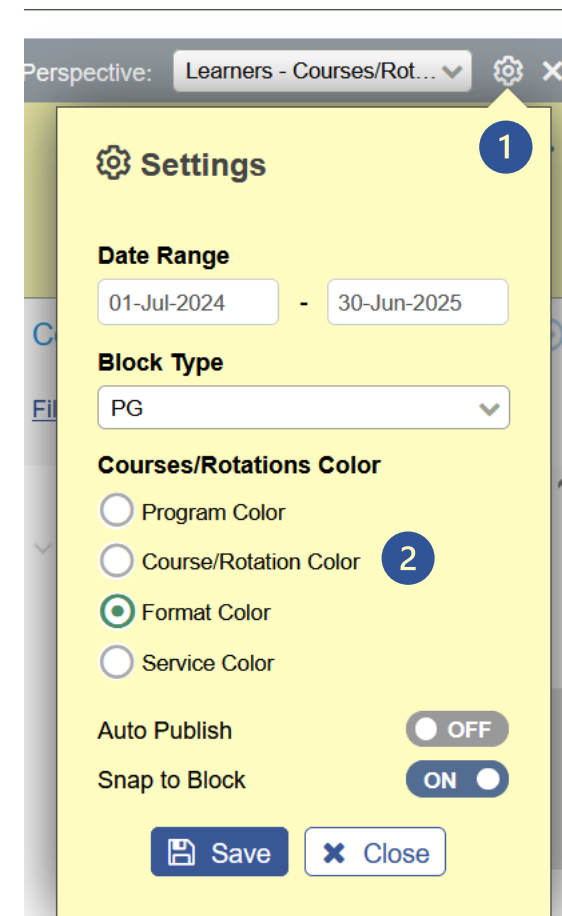 Perspective: Learners - Courses/Rot...
1
Settings
Date Range
01-Jul-2024 - 30-Jun-2025
Block Type
PG
Courses/Rotations Color
Program Color
Course/Rotation Color 2
Format Color
Service Color
Auto Publish OFF
Snap to Block ON
Save Close